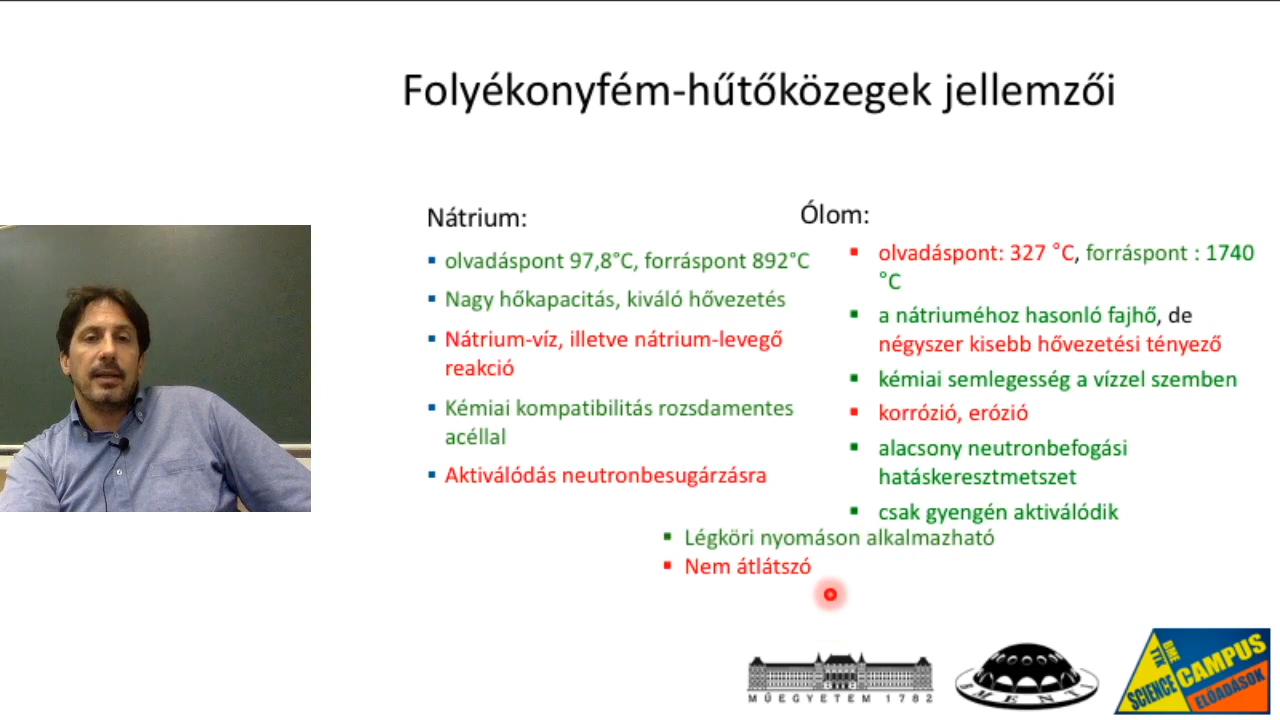 Folyékonyfém-hűtőközegek jellemzői
Nátrium:
▪ olvadáspont 97,8°C, forráspont 892°C
▪ Nagy hőkapacitás, kiváló hővezetés
▪ Nátrium-víz, illetve nátrium-levegő
reakció
▪ Kémiai kompatibilitás rozsdamentes
acéllal
▪ Aktiválódás neutronbesugárzásra
Ólom:
▪ olvadáspont: 327 °C, forráspont : 1740
°C
▪ a nátriuméhoz hasonló fajhő, de
négyszer kisebb hővezetési tényező
▪ kémiai semlegesség a vízzel szemben
▪ korrózió, erózió
▪ alacsony neutronbefogási
hatáskeresztmetszet
▪ csak gyengén aktiválódik
▪ Légköri nyomáson alkalmazható
▪ Nem átlátszó
MŰEGYETEM 1782
BME
TTK
SCIENCE
CAMPUS
ELŐADÁSOK